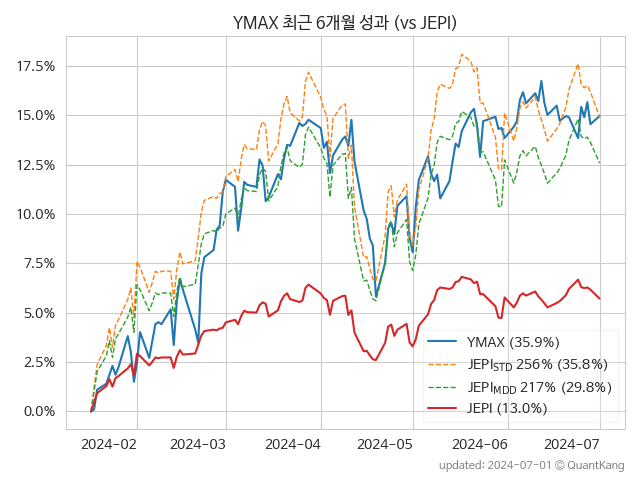 YMAX 최근 6개월 성과 (vs JEPI)
17.5%
15.0%
12.5%
10.0%
7.5%
5.0%
2.5%
0.0%
YMAX (35.9%)
JEPI_STD 256% (35.8%)
JEPI_MDD 217% (29.8%)
JEPI (13.0%)
2024-02 2024-03 2024-04 2024-05 2024-06 2024-07
updated: 2024-07-01 © QuantKang